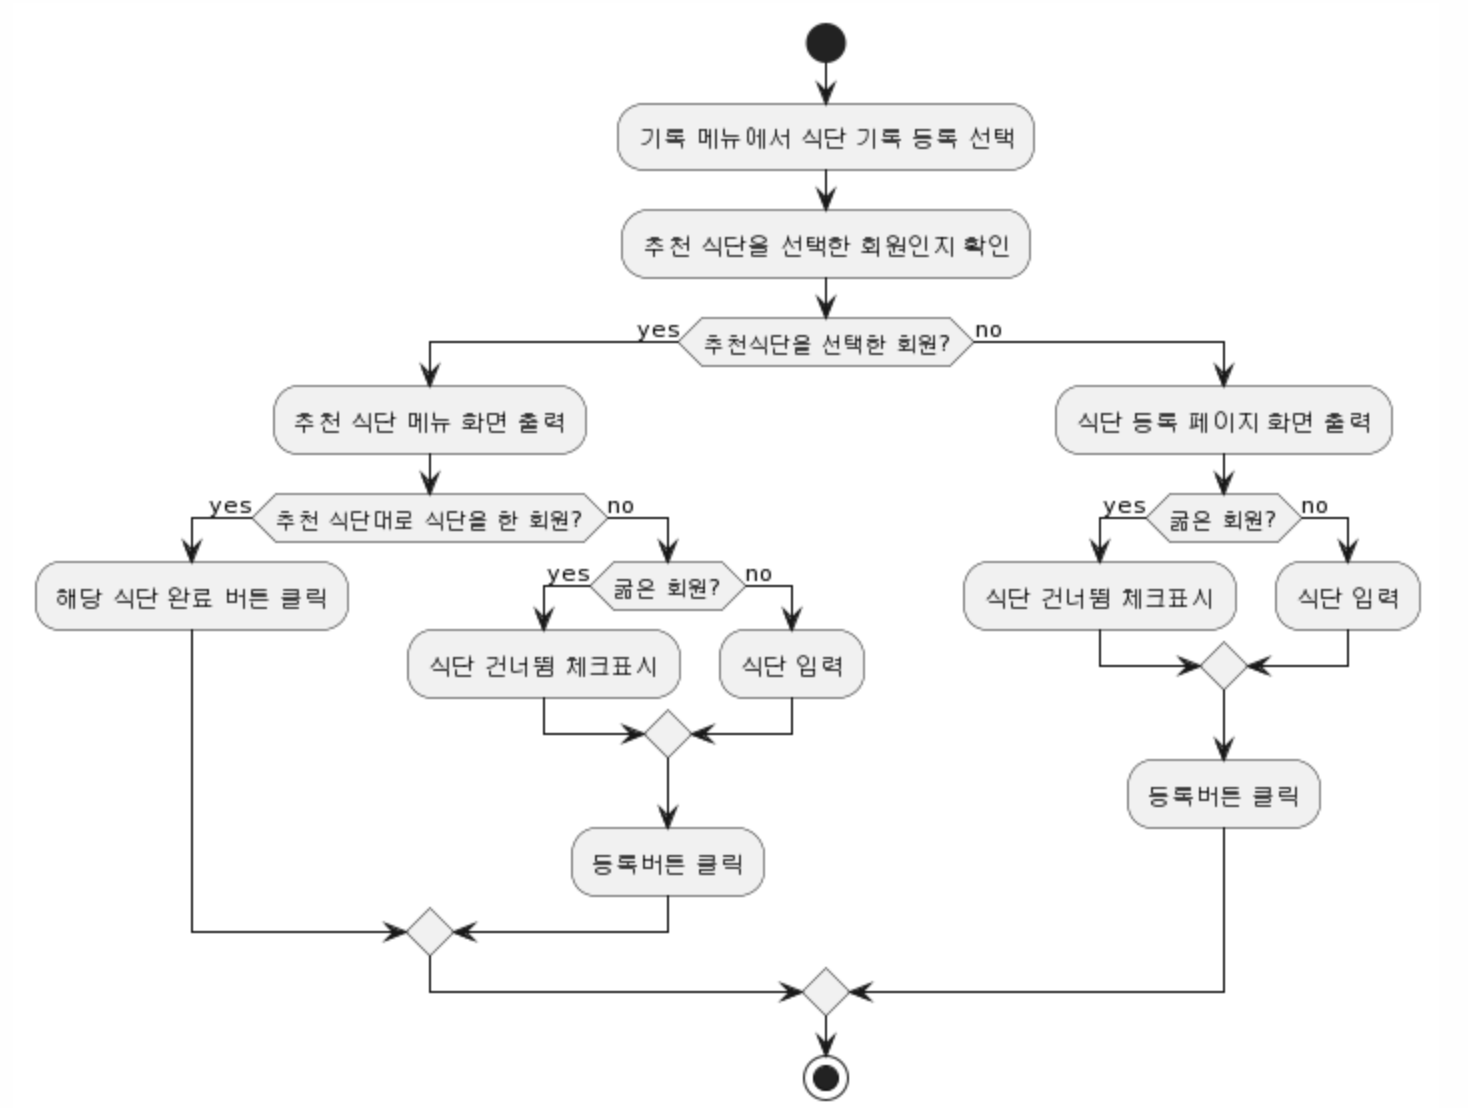 기록 메뉴에서 식단 기록 등록 선택
추천 식단을 선택한 회원인지 확인
yes
추천식단을 선택한 회원?
no
추천 식단 메뉴 화면 출력
식단 등록 페이지 화면 출력
yes
추천 식단대로 식단을 한 회원?
no
yes
굶은 회원?
no
해당 식단 완료 버튼 클릭
yes
굶은 회원?
no
식단 건너뜀 체크표시
식단 입력
식단 건너뜀 체크표시
식단 입력
등록버튼 클릭
등록버튼 클릭